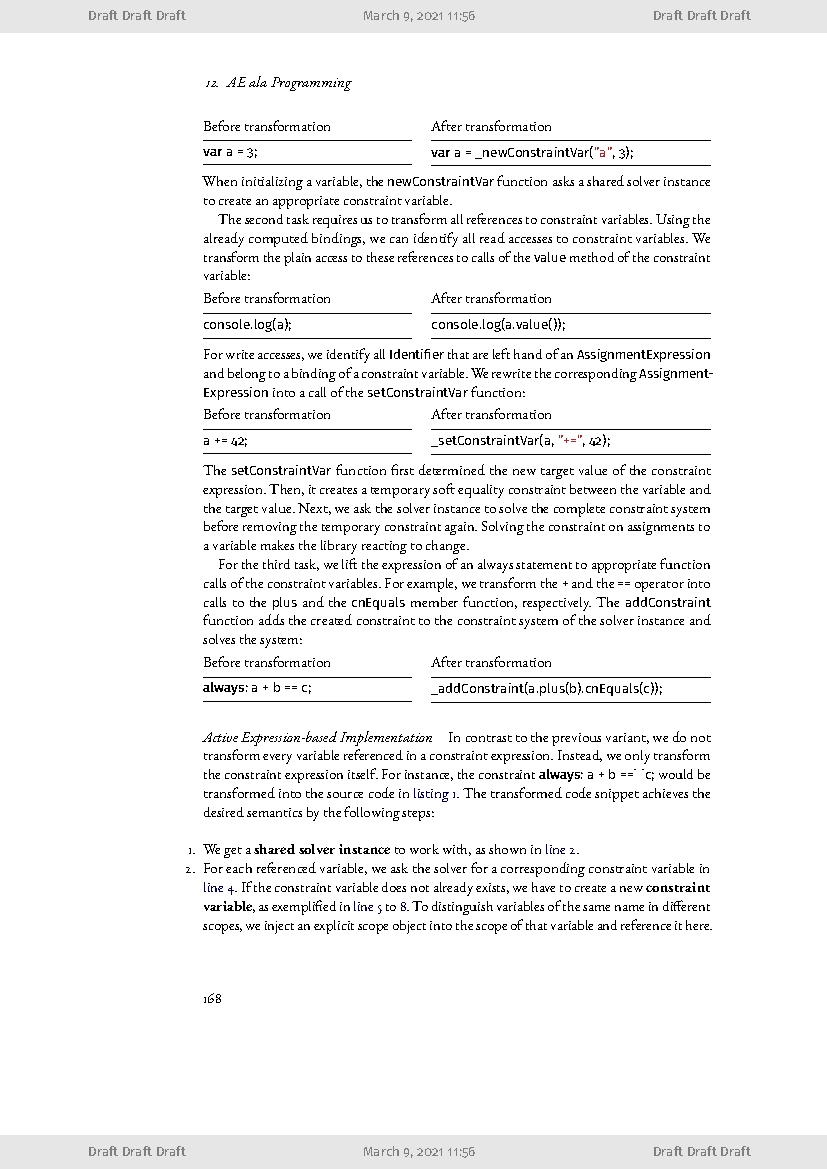 Draft Draft Draft March 9, 2021 11:56 Draft Draft Draft
12. AE ala Programming
Before transformation After transformation
var a = 3; var a = _newConstraintVar("a", 3);
When initializing a variable, the newConstraintVar function asks a shared solver instance
to create an appropriate constraint variable.
The second task requires us to transform all references to constraint variables. Using the
already computed bindings, we can identify all read accesses to constraint variables. We
transform the plain access to these references to calls of the value method of the constraint
variable:
Before transformation After transformation
console.log(a); console.log(a.value());
For write accesses, we identify all Identifier that are left hand of an AssignmentExpression
and belong to a binding of a constraint variable. We rewrite the corresponding Assignment-
Expression into a call of the setConstraintVar function:
Before transformation After transformation
a += 42; _setConstraintVar(a, "+=", 42);
The setConstraintVar function first determined the new target value of the constraint
expression. Then, it creates a temporary soft equality constraint between the variable and
the target value. Next, we ask the solver instance to solve the complete constraint system
before removing the temporary constraint again. Solving the constraint on assignments to
a variable makes the library reacting to change.
For the third task, we lift the expression of an always statement to appropriate function
calls of the constraint variables. For example, we transform the + and the == operator into
calls to the plus and the cnEquals member function, respectively. The addConstraint
function adds the created constraint to the constraint system of the solver instance and
solves the system:
Before transformation After transformation
always: a + b == c; _addConstraint(a.plus(b).cnEquals(c));
Active Expression-based Implementation In contrast to the previous variant, we do not
transform every variable referenced in a constraint expression. Instead, we only transform
the constraint expression itself. For instance, the constraint always: a + b == c; would be
transformed into the source code in listing 1. The transformed code snippet achieves the
desired semantics by the following steps:
1. We get a shared solver instance to work with, as shown in line 2.
2. For each referenced variable, we ask the solver for a corresponding constraint variable in
line 4. If the constraint variable does not already exists, we have to create a new constraint
variable, as exemplified in line 5 to 8. To distinguish variables of the same name in different
scopes, we inject an explicit scope object into the scope of that variable and reference it here.
168
Draft Draft Draft March 9, 2021 11:56 Draft Draft Draft